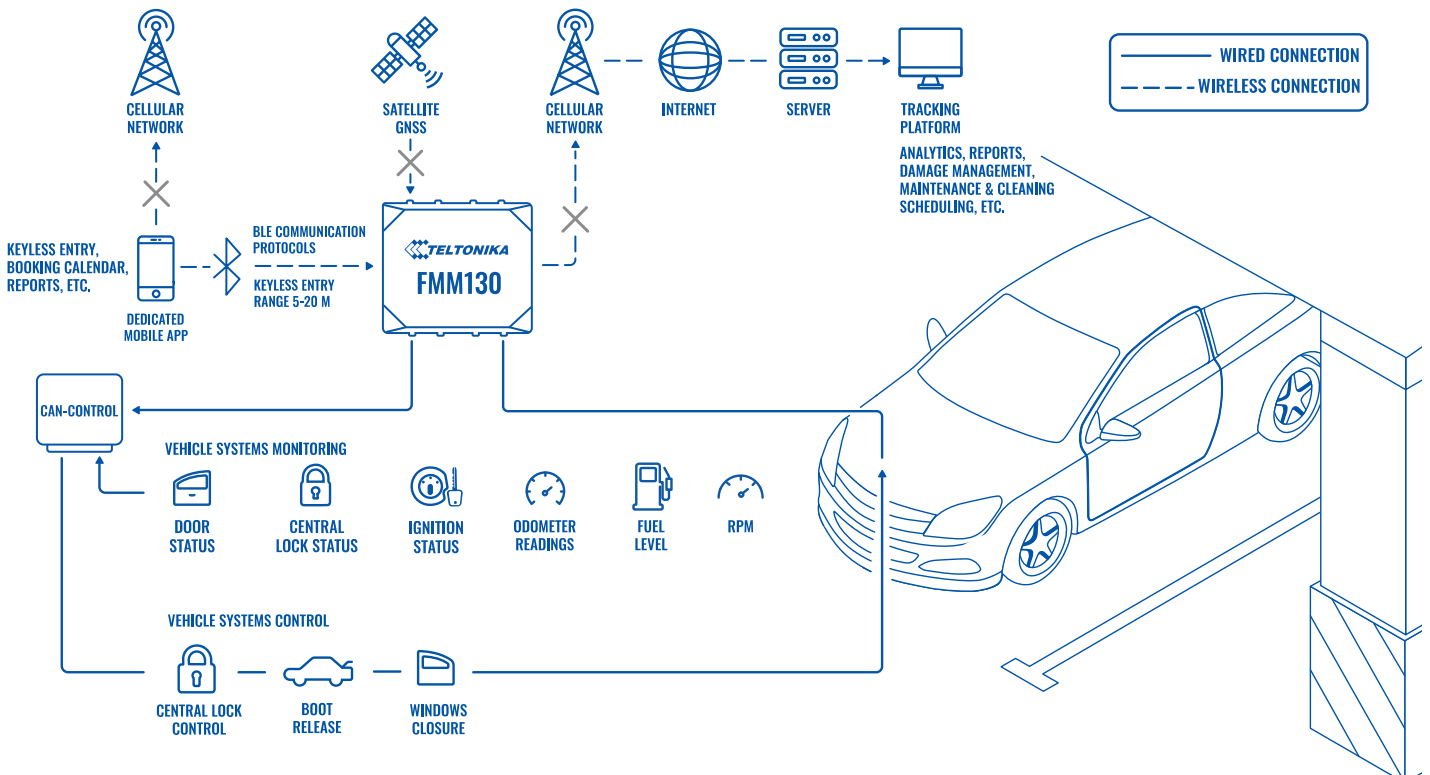 WIRED CONNECTION
WIRELESS CONNECTION
CELLULAR
NETWORK
SATELLITE
GNSS
CELLULAR
NETWORK
INTERNET
SERVER
TRACKING
PLATFORM
ANALYTICS, REPORTS,
DAMAGE MANAGEMENT,
MAINTENANCE & CLEANING
SCHEDULING, ETC.
KEYLESS ENTRY,
BOOKING CALENDAR,
REPORTS, ETC.
DEDICATED
MOBILE APP
BLE COMMUNICATION
PROTOCOLS
KEYLESS ENTRY
RANGE 5-20 M
TELTONIKA
FMM130
CAN-CONTROL
VEHICLE SYSTEMS MONITORING
DOOR
STATUS
CENTRAL
LOCK STATUS
IGNITION
STATUS
ODOMETER
READINGS
FUEL
LEVEL
RPM
VEHICLE SYSTEMS CONTROL
CENTRAL LOCK
CONTROL
BOOT
RELEASE
WINDOWS
CLOSURE